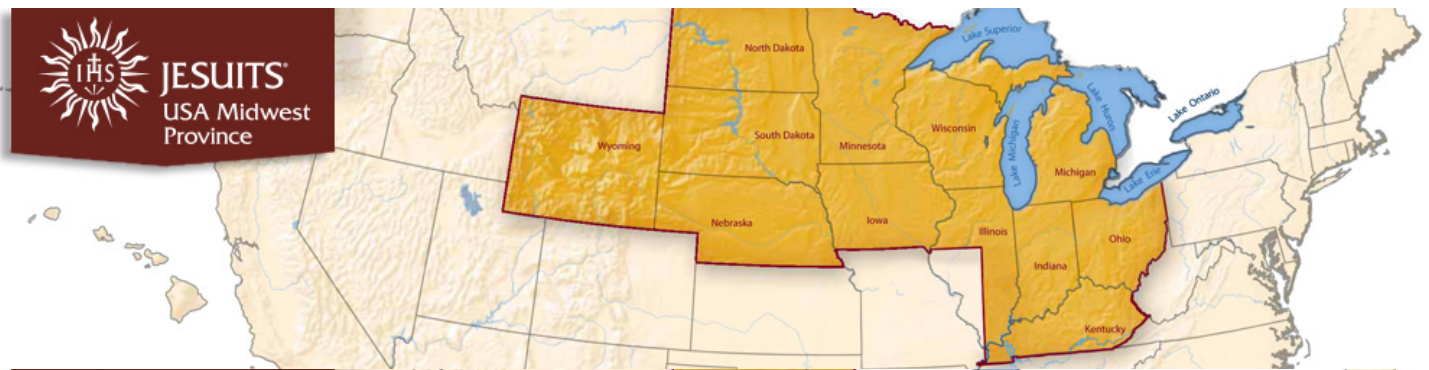 IHS
JESUITS®
USA Midwest
Province
Lake Superior
North Dakota
Lake Huron
Lake Ontario
Wisconsin
South Dakota
Minnesota
Wyoming
Lake Michigan
Michigan
Lake Erie
Nebraska
Iowa
Illinois
Ohio
Indiana
Kentucky